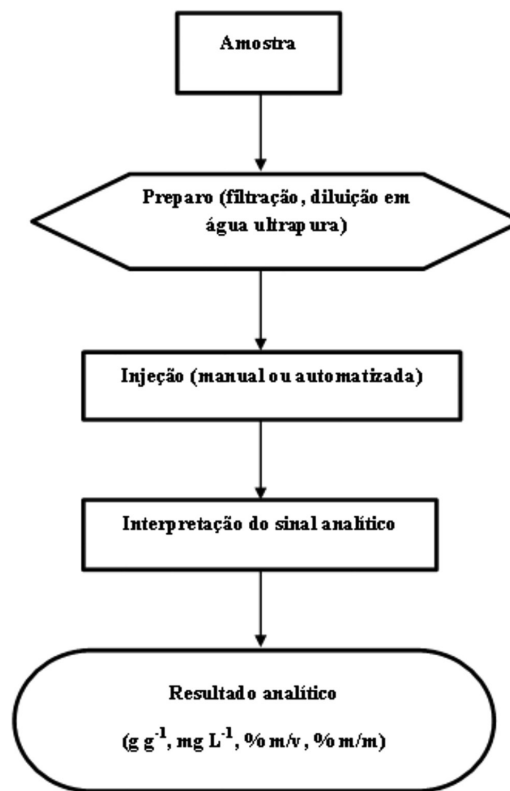 Amostra
Preparo (filtração, diluição em
água ultrapura)
Injeção (manual ou automatizada)
Interpretação do sinal analítico
Resultado analítico
(g g⁻¹, mg L⁻¹, % m/v, % m/m)